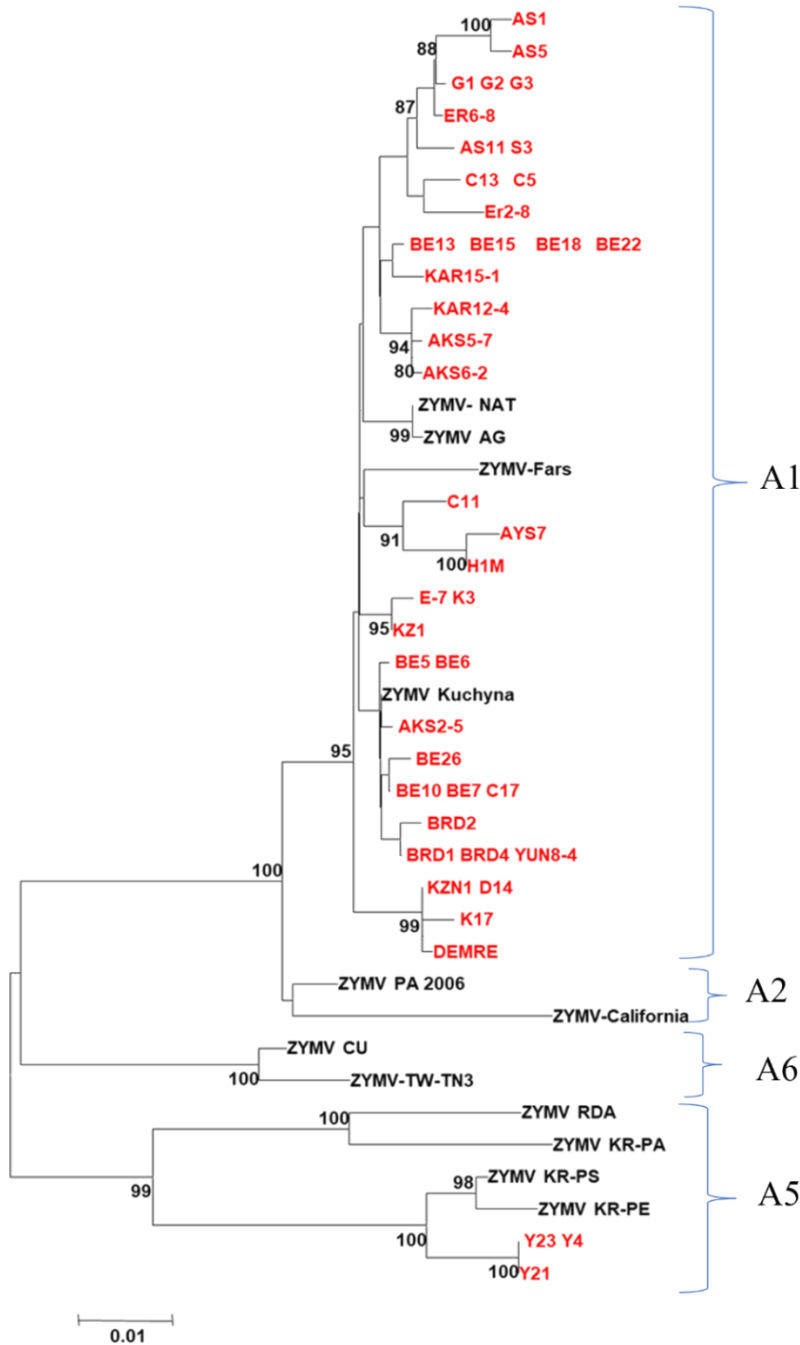 AS1
100
AS5
88
G1 G2 G3
87
ER6-8
AS11 S3
C13 C5
Er2-8
BE13 BE15 BE18 BE22
KAR15-1
KAR12-4
AKS5-7
94
80 AKS6-2
ZYMV- NAT
99 ZYMV AG
ZYMV-Fars
A1
C11
AYS7
91
100 H1M
E-7 K3
95 KZ1
BE5 BE6
ZYMV Kuchyna
AKS2-5
95
BE26
BE10 BE7 C17
BRD2
BRD1 BRD4 YUN8-4
100
KZN1 D14
K17
99
DEMRE
ZYMV PA 2006
A2
ZYMV-California
ZYMV CU
A6
100 ZYMV-TW-TN3
ZYMV RDA
100
ZYMV KR-PA
ZYMV KR-PS
98
99
A5
ZYMV KR-PE
100
Y23 Y4
100 Y21
0.01